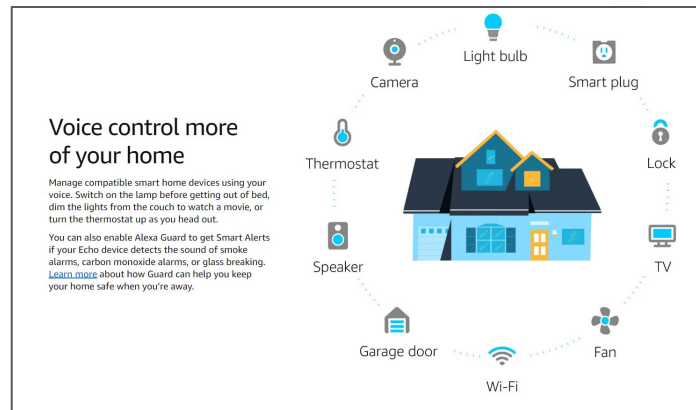 Voice control more
of your home
Manage compatible smart home devices using your
voice. Switch on the lamp before getting out of bed,
dim the lights from the couch to watch a movie, or
turn the thermostat up as you head out.
You can also enable Alexa Guard to get Smart Alerts
if your Echo device detects the sound of smoke
alarms, carbon monoxide alarms, or glass breaking.
Learn more about how Guard can help you keep
your home safe when you’re away.
Light bulb
Smart plug
Lock
TV
Fan
Wi-Fi
Garage door
Speaker
Thermostat
Camera